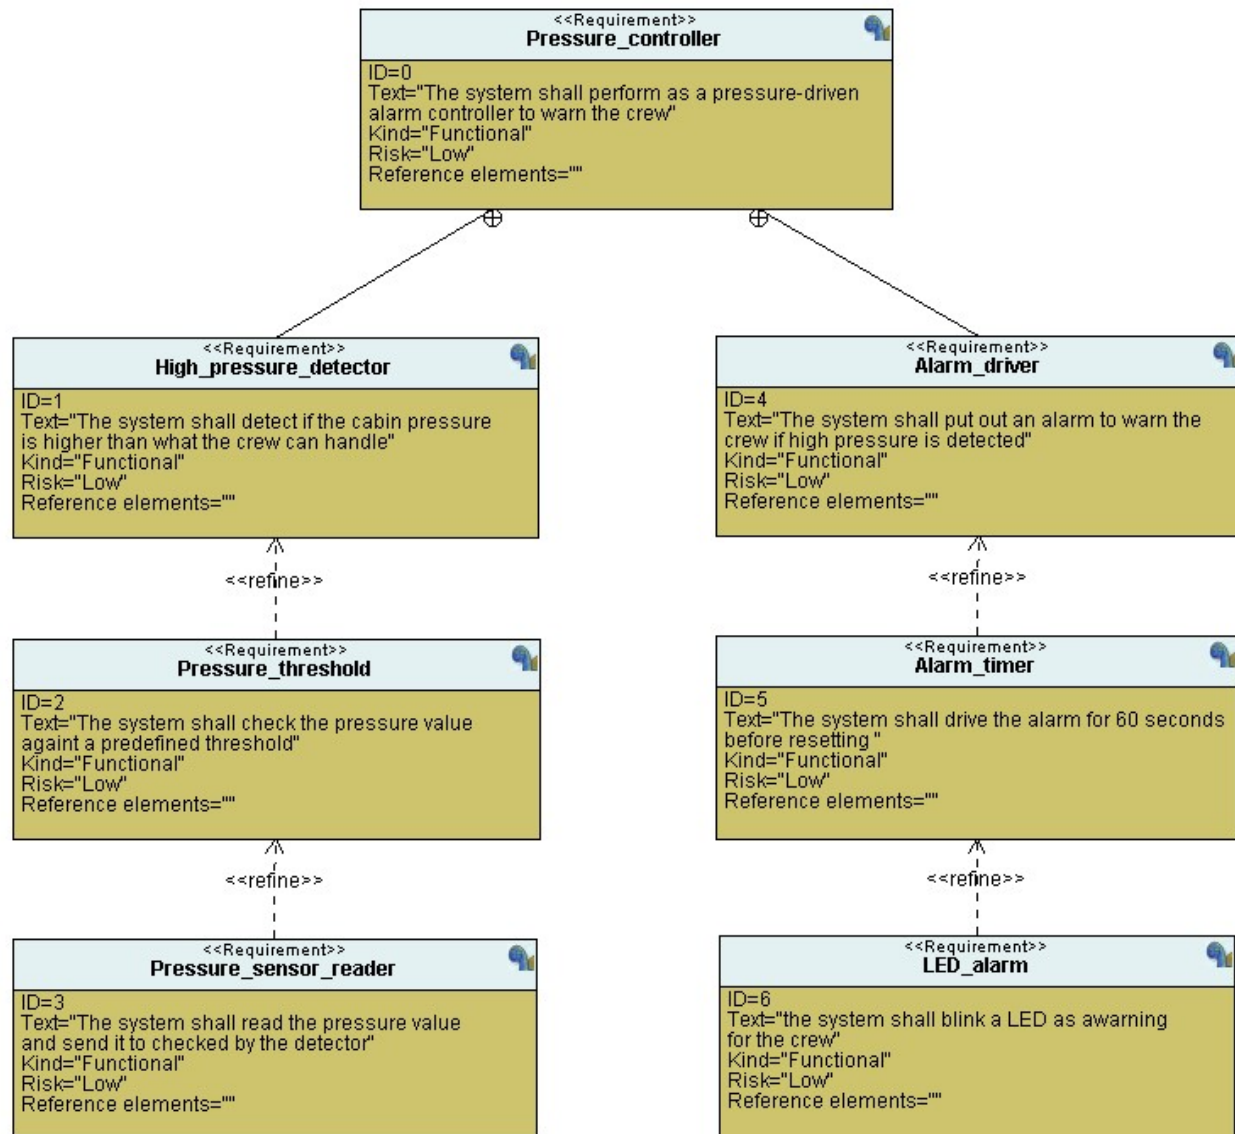 <<Requirement>>
Pressure_controller
ID=0
Text="The system shall perform as a pressure-driven
alarm controller to warn the crew"
Kind="Functional"
Risk="Low"
Reference elements=""
<<Requirement>>
High_pressure_detector
ID=1
Text="The system shall detect if the cabin pressure
is higher than what the crew can handle"
Kind="Functional"
Risk="Low"
Reference elements=""
<<Requirement>>
Alarm_driver
ID=4
Text="The system shall put out an alarm to warn the
crew if high pressure is detected"
Kind="Functional"
Risk="Low"
Reference elements=""
<<refine>>
<<refine>>
<<Requirement>>
Pressure_threshold
ID=2
Text="The system shall check the pressure value
againt a predefined threshold"
Kind="Functional"
Risk="Low"
Reference elements=""
<<Requirement>>
Alarm_timer
ID=5
Text="The system shall drive the alarm for 60 seconds
before resetting "
Kind="Functional"
Risk="Low"
Reference elements=""
<<refine>>
<<refine>>
<<Requirement>>
Pressure_sensor_reader
ID=3
Text="The system shall read the pressure value
and send it to checked by the detector"
Kind="Functional"
Risk="Low"
Reference elements=""
<<Requirement>>
LED_alarm
ID=6
Text="the system shall blink a LED as awarning
for the crew"
Kind="Functional"
Risk="Low"
Reference elements=""